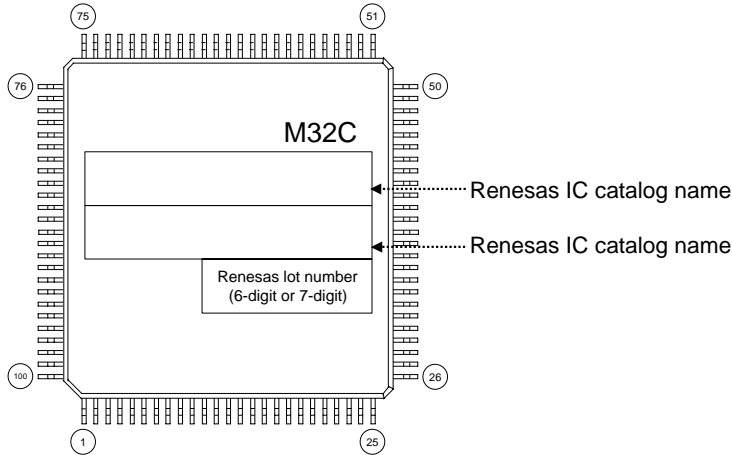 75
51
76
50
M32C
Renesas IC catalog name
Renesas IC catalog name
Renesas lot number
(6-digit or 7-digit)
100
26
1
25